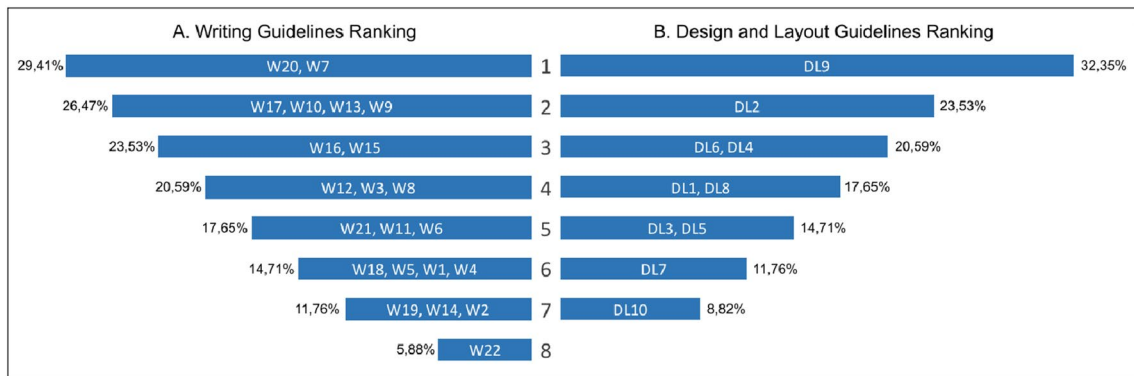 A. Writing Guidelines Ranking
B. Design and Layout Guidelines Ranking
29,41% W20, W7 1 DL9 32,35%
26,47% W17, W10, W13, W9 2 DL2 23,53%
23,53% W16, W15 3 DL6, DL4 20,59%
20,59% W12, W3, W8 4 DL1, DL8 17,65%
17,65% W21, W11, W6 5 DL3, DL5 14,71%
14,71% W18, W5, W1, W4 6 DL7 11,76%
11,76% W19, W14, W2 7 DL10 8,82%
5,88% W22 8